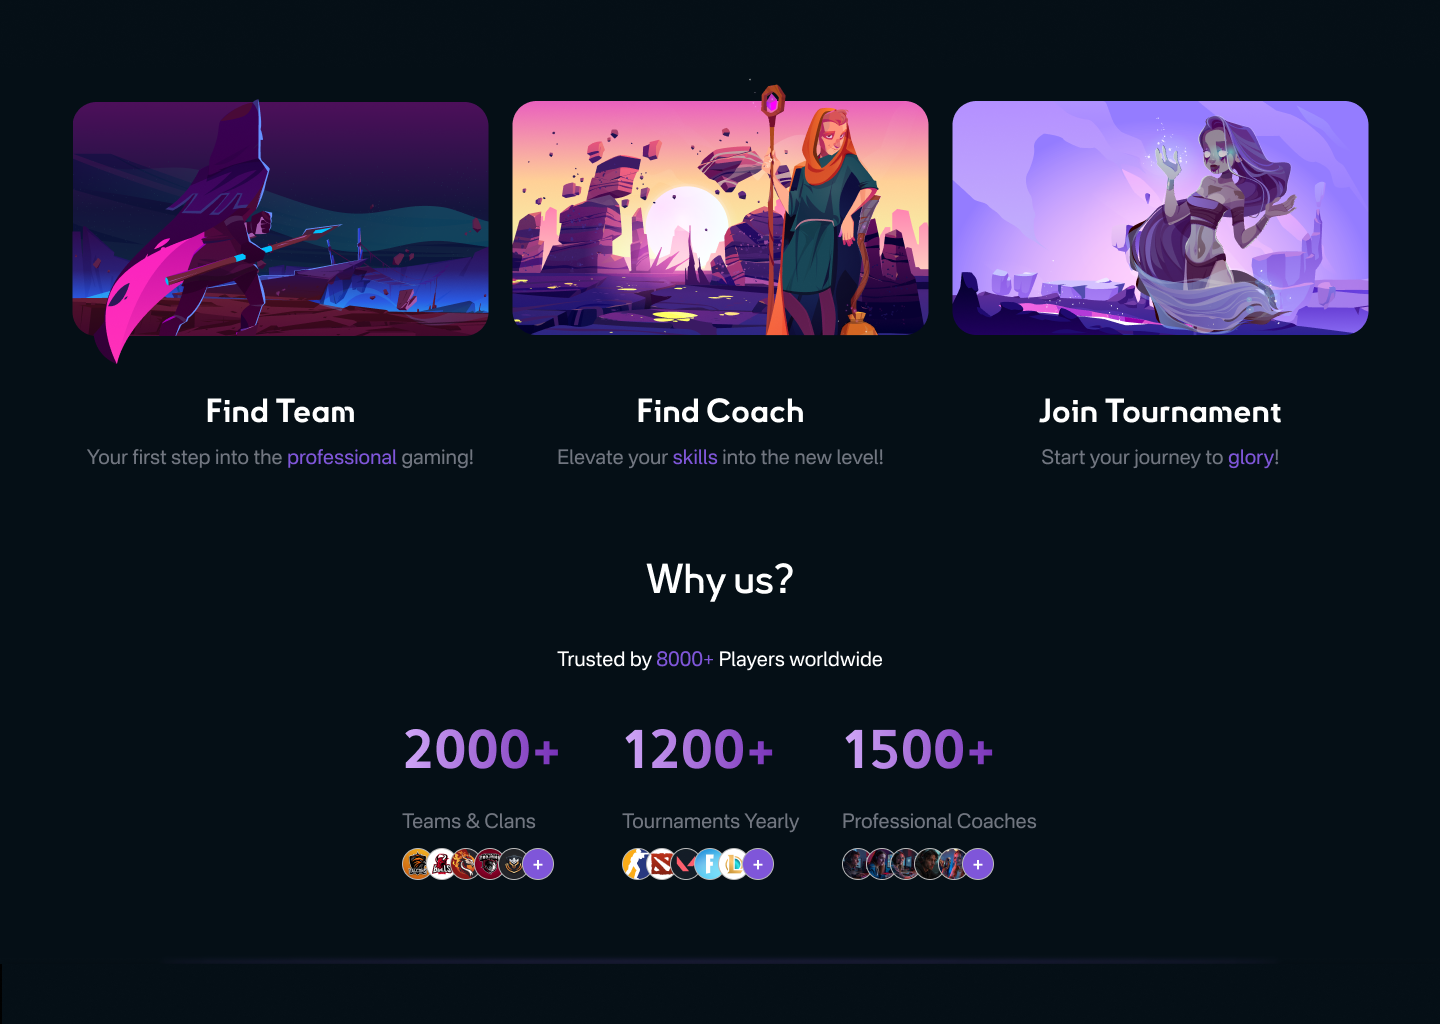 Find Team
Find Coach
Join Tournament
Your first step into the professional gaming!
Elevate your skills into the new level!
Start your journey to glory!
Why us?
Trusted by 8000+ Players worldwide
2000+
1200+
1500+
Teams & Clans
Tournaments Yearly
Professional Coaches
+
+
+